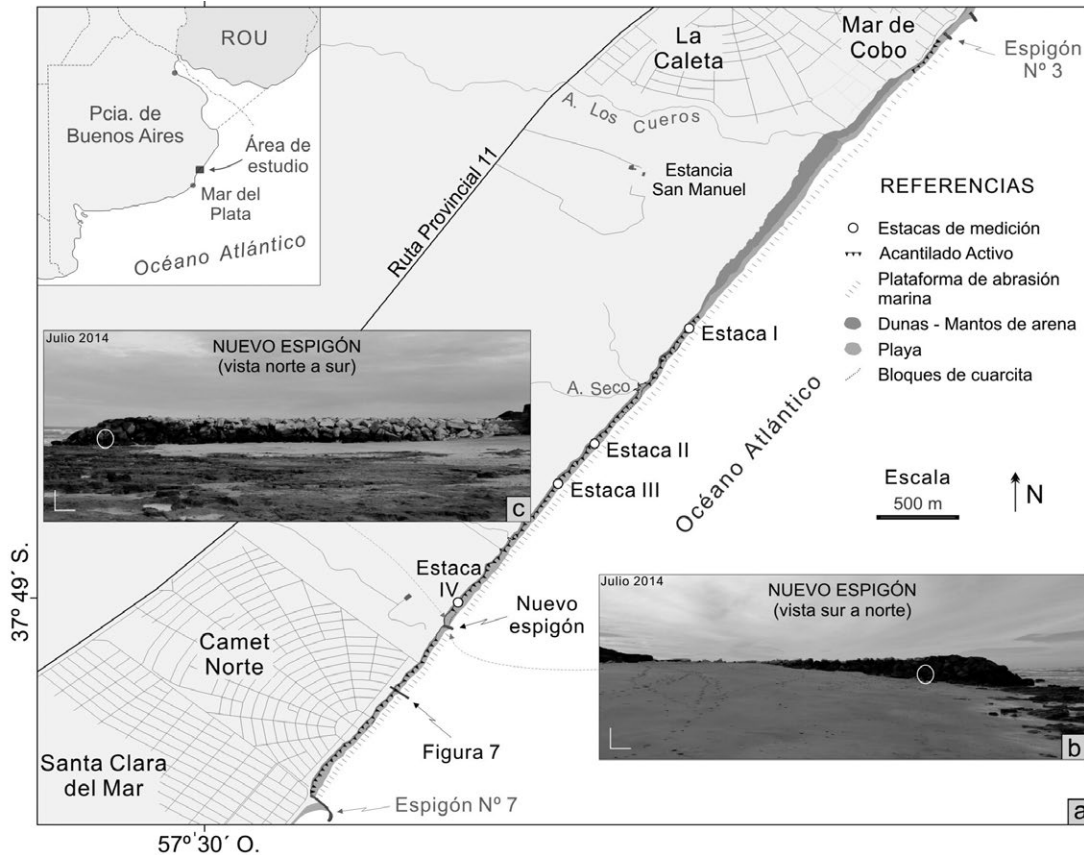 ROU
Pcia. de
Buenos Aires
Área de
estudio
Mar del
Plata
Océano Atlántico
La
Caleta
Mar de
Cobo
Espigón
Nº 3
A. Los Cueros
Ruta Provincial 11
Estancia
San Manuel
REFERENCIAS
Estacas de medición
Acantilado Activo
Plataforma de abrasión
marina
Dunas - Mantos de arena
Playa
Bloques de cuarcita
Estaca I
A. Seco
Estaca II
Estaca III
Océano Atlántico
Escala
500 m
N
Julio 2014
NUEVO ESPIGÓN
(vista norte a sur)
c
37º 49´ S.
Estaca
IV
Nuevo
espigón
Julio 2014
NUEVO ESPIGÓN
(vista sur a norte)
b
Camet
Norte
Figura 7
Santa Clara
del Mar
Espigón Nº 7
a
57º 30´ O.